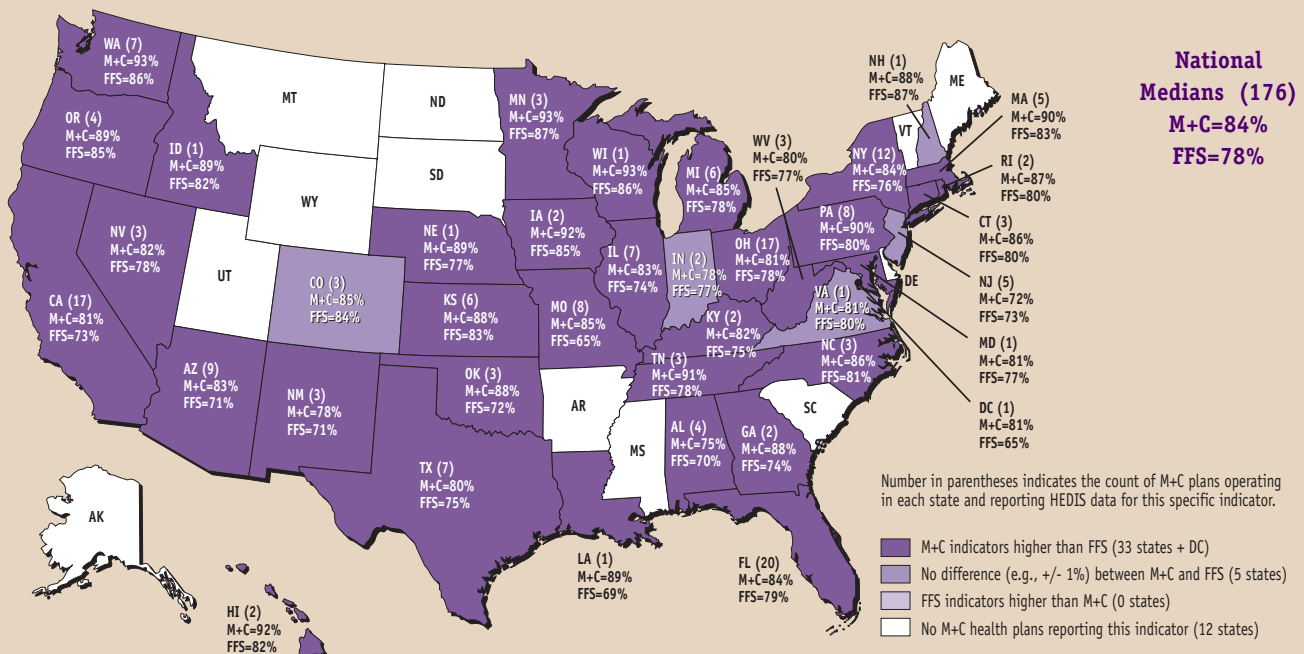 WA (7)
M+C=93%
FFS=86%
OR (4)
M+C=89%
FFS=85%
ID (1)
M+C=89%
FFS=82%
MT
ND
SD
WY
MN (3)
M+C=93%
FFS=87%
WI (1)
M+C=93%
FFS=86%
MI (6)
M+C=85%
FFS=78%
WV (3)
M+C=80%
FFS=77%
NY (12)
M+C=84%
FFS=76%
VT
NH (1)
M+C=88%
FFS=87%
ME
MA (5)
M+C=90%
FFS=83%
RI (2)
M+C=87%
FFS=80%
CT (3)
M+C=86%
FFS=80%
NJ (5)
M+C=72%
FFS=73%
DE
MD (1)
M+C=81%
FFS=77%
DC (1)
M+C=81%
FFS=65%
National
Medians (176)
M+C=84%
FFS=78%
NV (3)
M+C=82%
FFS=78%
UT
CO (3)
M+C=85%
FFS=84%
NE (1)
M+C=89%
FFS=77%
IA (2)
M+C=92%
FFS=85%
IL (7)
M+C=83%
FFS=74%
IN (2)
M+C=78%
FFS=77%
OH (17)
M+C=81%
FFS=78%
PA (8)
M+C=90%
FFS=80%
CA (17)
M+C=81%
FFS=73%
KS (6)
M+C=88%
FFS=83%
MO (8)
M+C=85%
FFS=65%
KY (2)
M+C=82%
FFS=75%
VA (1)
M+C=81%
FFS=80%
AZ (9)
M+C=83%
FFS=71%
NM (3)
M+C=78%
FFS=71%
OK (3)
M+C=88%
FFS=72%
AR
TN (3)
M+C=91%
FFS=78%
NC (3)
M+C=86%
FFS=81%
SC
MS
AL (4)
M+C=75%
FFS=70%
GA (2)
M+C=88%
FFS=74%
TX (7)
M+C=80%
FFS=75%
AK
HI (2)
M+C=92%
FFS=82%
LA (1)
M+C=89%
FFS=69%
FL (20)
M+C=84%
FFS=79%
Number in parentheses indicates the count of M+C plans operating
in each state and reporting HEDIS data for this specific indicator.
M+C indicators higher than FFS (33 states + DC)
No difference (e.g., +/- 1%) between M+C and FFS (5 states)
FFS indicators higher than M+C (0 states)
No M+C health plans reporting this indicator (12 states)